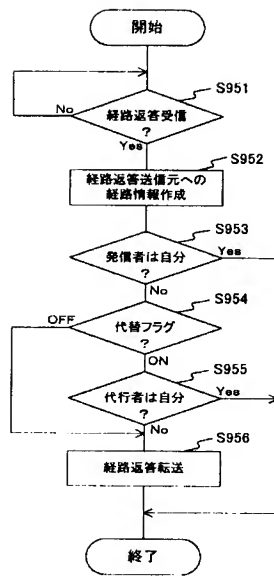 開始
S951
経路返答受信
?
No
Yes
S952
経路返答送信元への
経路情報作成
S953
発信者は自分
?
Yes
No
S954
OFF
代替フラグ
?
ON
S955
代行者は自分
?
Yes
No
S956
経路返答転送
終了